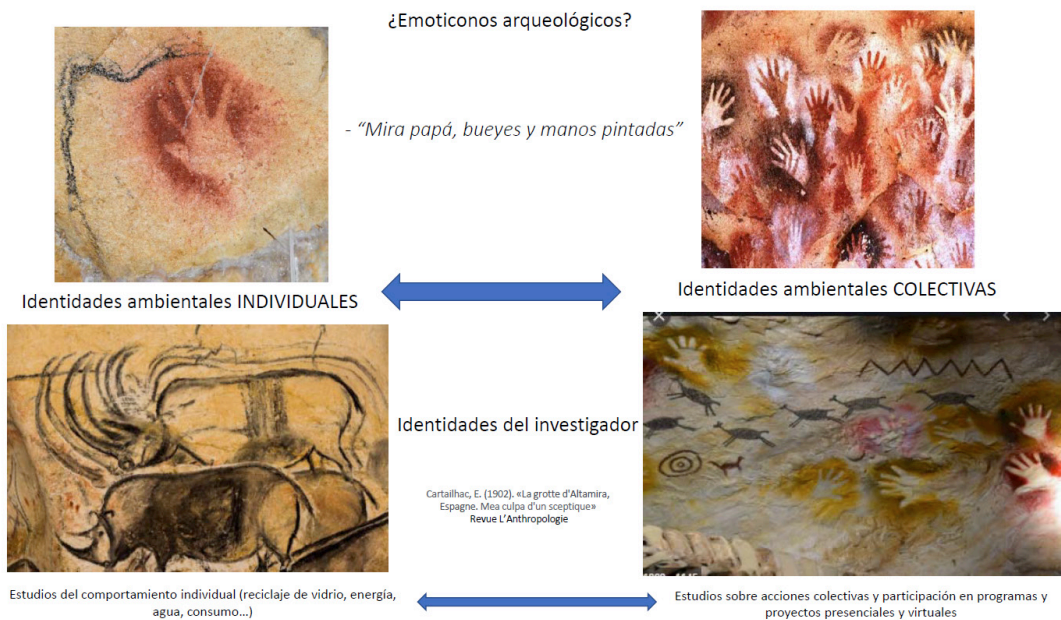 ¿Emoticonos arqueológicos?
- “Mira papá, bueyes y manos pintadas”
Identidades ambientales INDIVIDUALES
Identidades ambientales COLECTIVAS
Identidades del investigador
Cartailhac, E. (1902). «La grotte d'Altamira,
Espagne. Mea culpa d'un sceptique»
Revue L’Anthropologie
Estudios del comportamiento individual (reciclaje de vidrio, energía,
agua, consumo...)
Estudios sobre acciones colectivas y participación en programas y
proyectos presenciales y virtuales